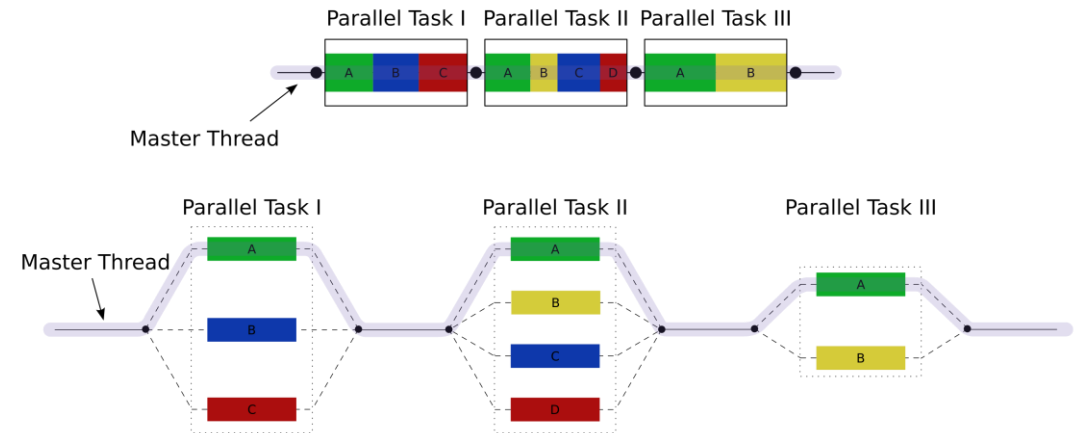 Parallel Task I
Parallel Task II
Parallel Task III
A B C
A B C D
A B
Master Thread
Parallel Task I
Parallel Task II
Parallel Task III
Master Thread
A
B
C
A
B
C
D
A
B